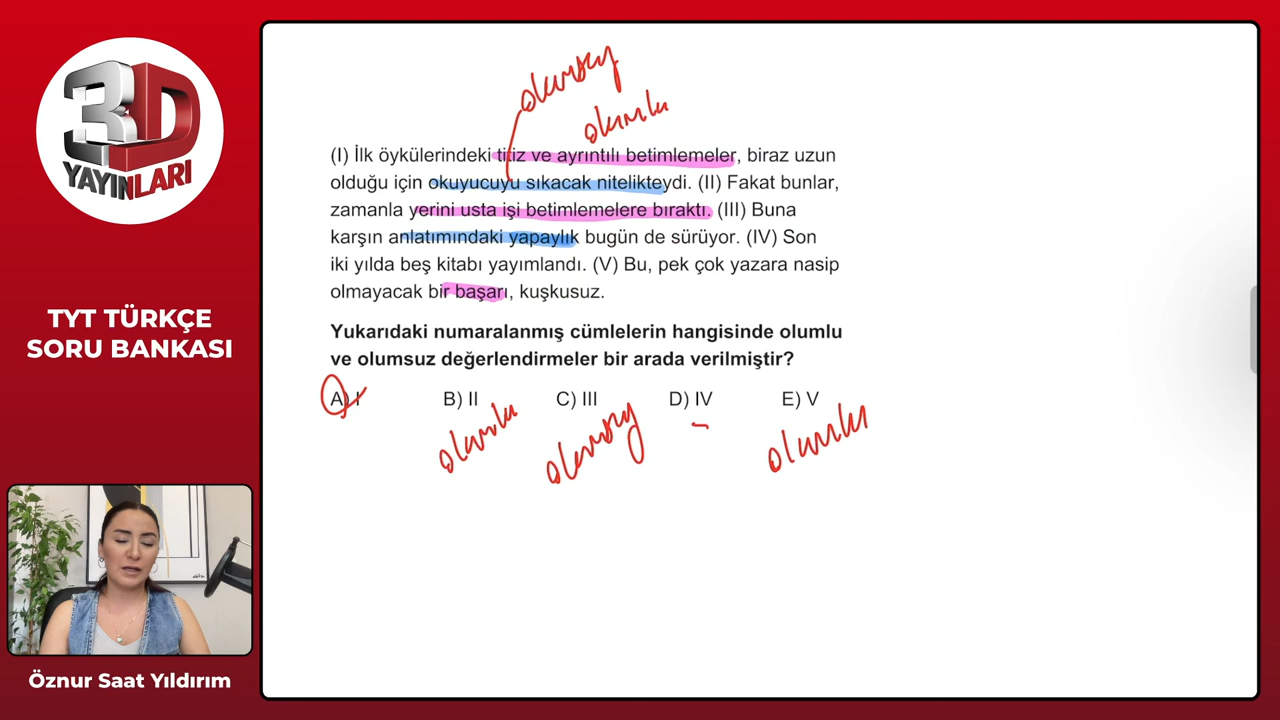 3D
YAYINLARI
TYT TÜRKÇE
SORU BANKASI
Öznur Saat Yıldırım
olumsuz
olumlu
(I) İlk öykülerindeki titiz ve ayrıntılı betimlemeler, biraz uzun
olduğu için okuyucuyu sıkacak nitelikteydi. (II) Fakat bunlar,
zamanla yerini usta işi betimlemelere bıraktı. (III) Buna
karşın anlatımındaki yapaylık bugün de sürüyor. (IV) Son
iki yılda beş kitabı yayımlandı. (V) Bu, pek çok yazara nasip
olmayacak bir başarı, kuşkusuz.
Yukarıdaki numaralanmış cümlelerin hangisinde olumlu
ve olumsuz değerlendirmeler bir arada verilmiştir?
A) I B) II C) III D) IV E) V
olumlu olumsuz - olumlu